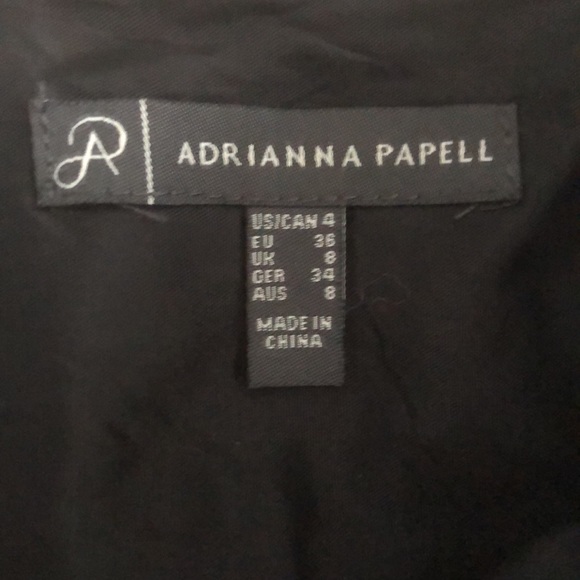 AP ADRIANNA PAPELL
US/CAN 4
EU 36
UK 8
GER 34
AUS 8
MADE IN
CHINA